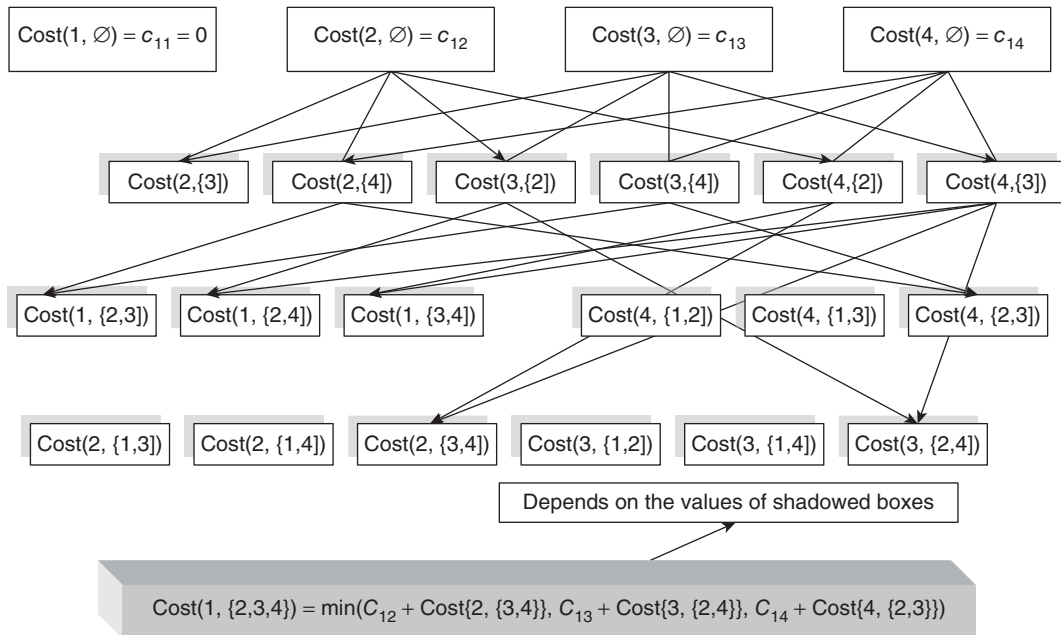 Cost(1, ∅) = c₁₁ = 0
Cost(2, ∅) = c₁₂
Cost(3, ∅) = c₁₃
Cost(4, ∅) = c₁₄
Cost(2,{3])
Cost(2,{4])
Cost(3,{2])
Cost(3,{4])
Cost(4,{2])
Cost(4,{3])
Cost(1, {2,3])
Cost(1, {2,4])
Cost(1, {3,4])
Cost(4, {1,2])
Cost(4, {1,3])
Cost(4, {2,3])
Cost(2, {1,3])
Cost(2, {1,4])
Cost(2, {3,4])
Cost(3, {1,2])
Cost(3, {1,4])
Cost(3, {2,4])
Depends on the values of shadowed boxes
Cost(1, {2,3,4}) = min(C₁₂ + Cost{2, {3,4}}, C₁₃ + Cost{3, {2,4}}, C₁₄ + Cost{4, {2,3}})